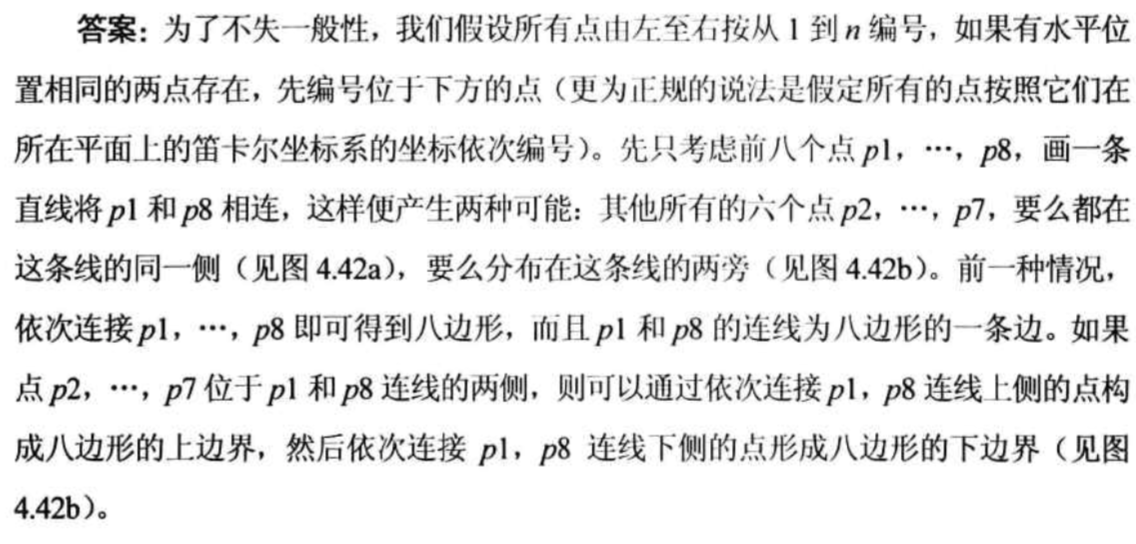 答案：为了不失一般性，我们假设所有点由左至右按从 1 到 n 编号，如果有水平位
置相同的两点存在，先编号位于下方的点（更为正规的说法是假定所有的点按照它们在
所在平面上的笛卡尔坐标系的坐标依次编号）。先只考虑前八个点 p1，…，p8，画一条
直线将 p1 和 p8 相连，这样便产生两种可能：其他所有的六个点 p2，…，p7，要么都在
这条线的同一侧（见图 4.42a），要么分布在这条线的两旁（见图 4.42b）。前一种情况，
依次连接 p1，…，p8 即可得到八边形，而且 p1 和 p8 的连线为八边形的一条边。如果
点 p2，…，p7 位于 p1 和 p8 连线的两侧，则可以通过依次连接 p1，p8 连线上侧的点构
成八边形的上边界，然后依次连接 p1，p8 连线下侧的点形成八边形的下边界（见图
4.42b）。